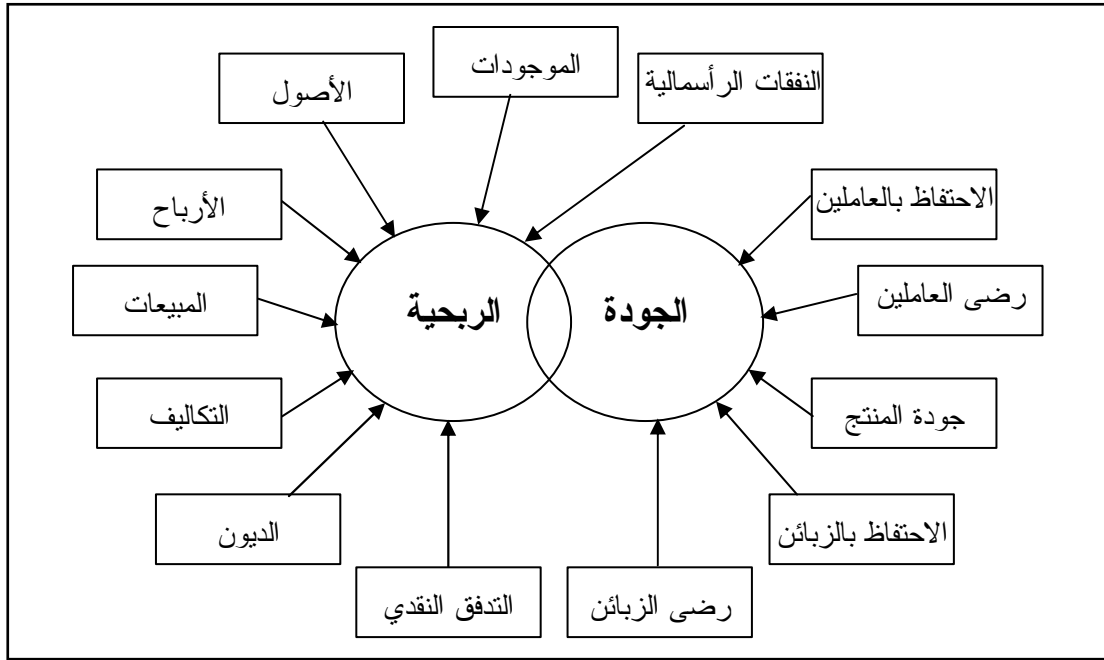 الموجودات
النفقات الرأسمالية
الأصول
الاحتفاظ بالعاملين
الأرباح
رضى العاملين
المبيعات
الجودة
الربحية
جودة المنتج
التكاليف
الاحتفاظ بالزبائن
الديون
رضى الزبائن
التدفق النقدي